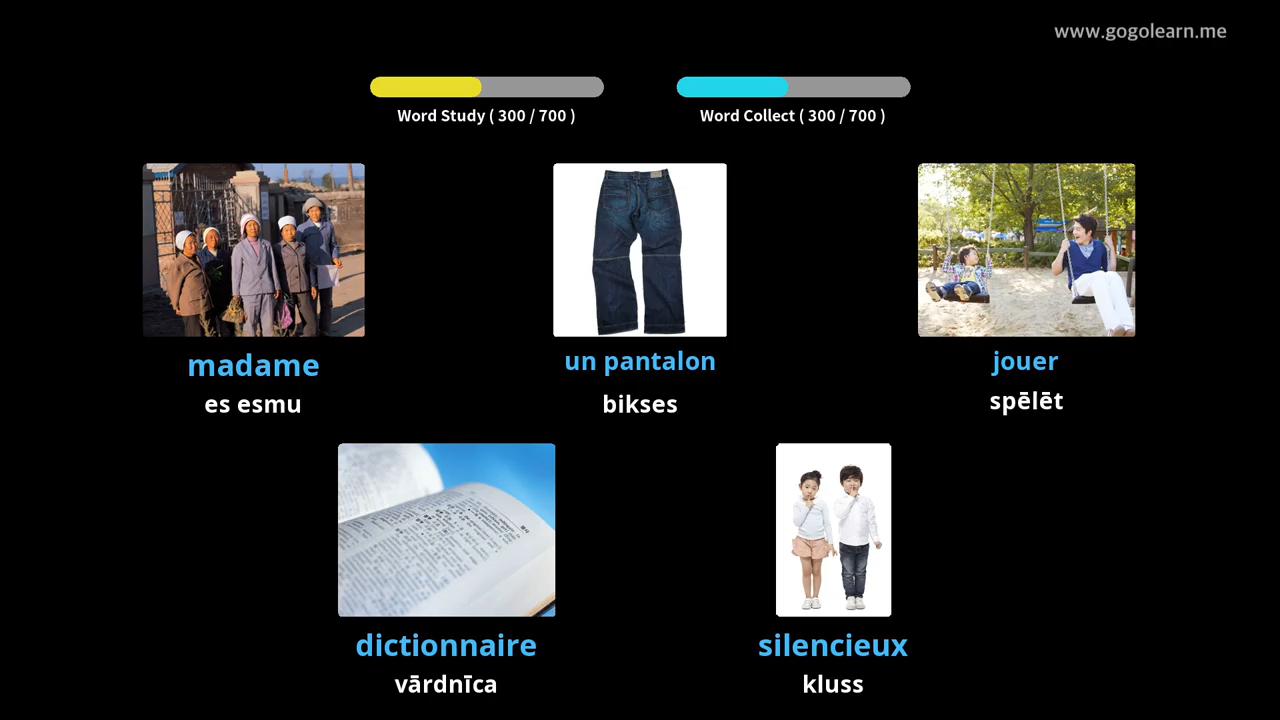 www.gogolearn.me
Word Study ( 300 / 700 )
Word Collect ( 300 / 700 )
madame
es esmu
un pantalon
bikses
jouer
spēlēt
dictionnaire
vārdnīca
silencieux
kluss